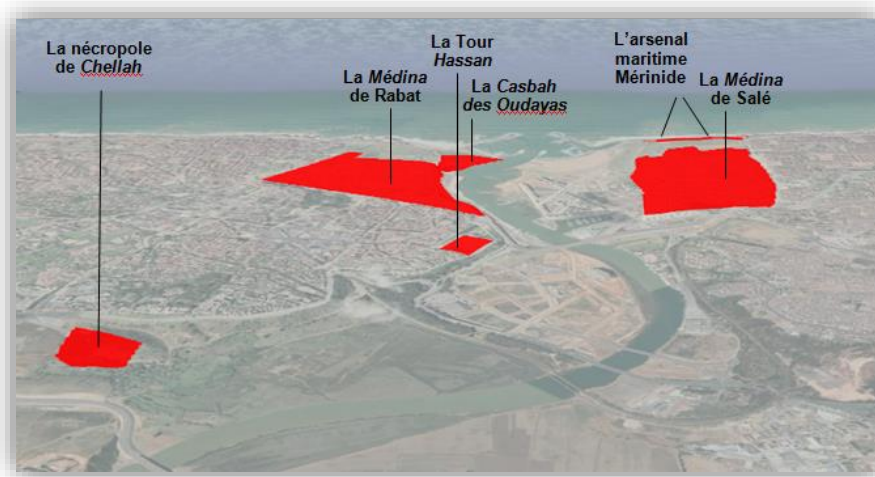 La nécropole
de Chellah
La Médina
de Rabat
La Tour
Hassan
La Casbah
des Oudayas
L'arsenal
maritime
Mérinide
La Médina
de Salé